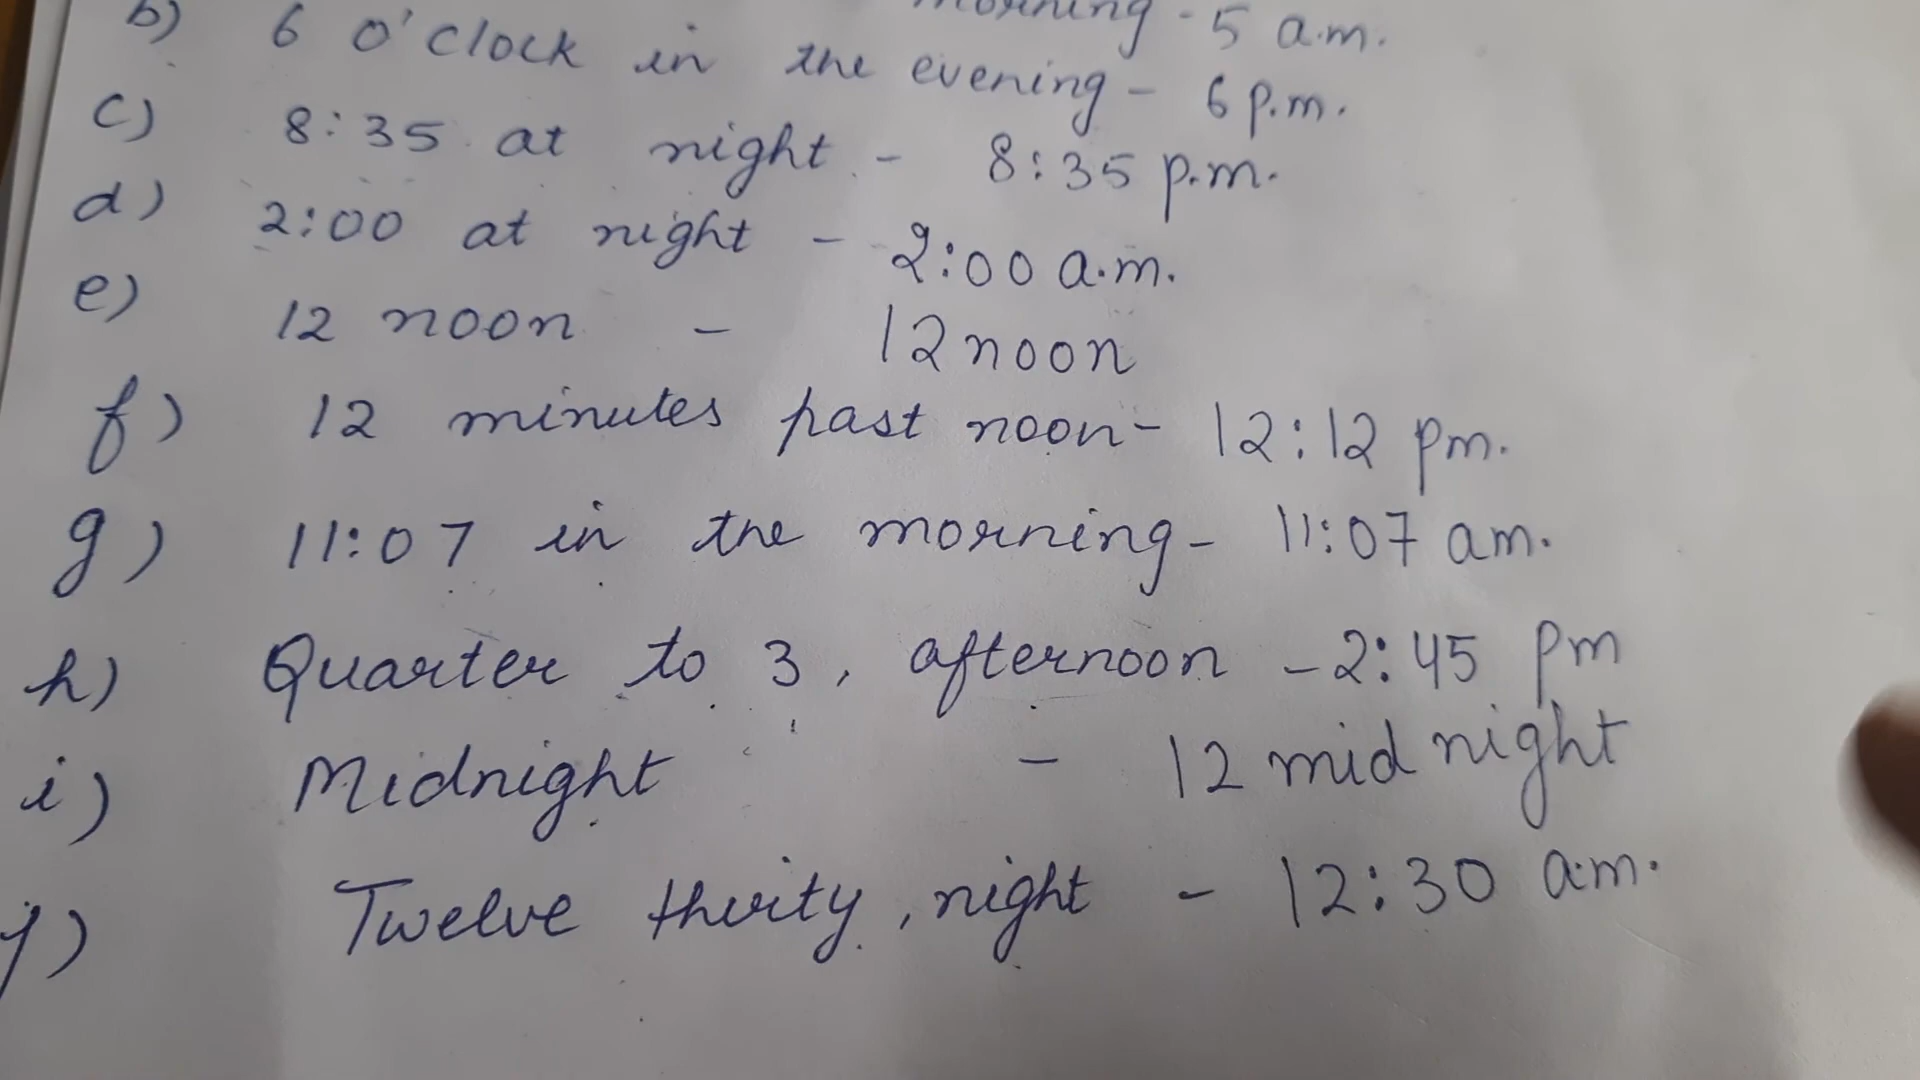 morning - 5 a.m.
b) 6 O'clock in the evening - 6 p.m.
c) 8:35 at night - 8:35 p.m.
d) 2:00 at night - 2:00 a.m.
e) 12 noon - 12 noon
f) 12 minutes past noon - 12:12 pm.
g) 11:07 in the morning - 11:07 am.
h) Quarter to 3, afternoon - 2:45 pm
i) Midnight - 12 mid night
j) Twelve thirty, night - 12:30 a.m.